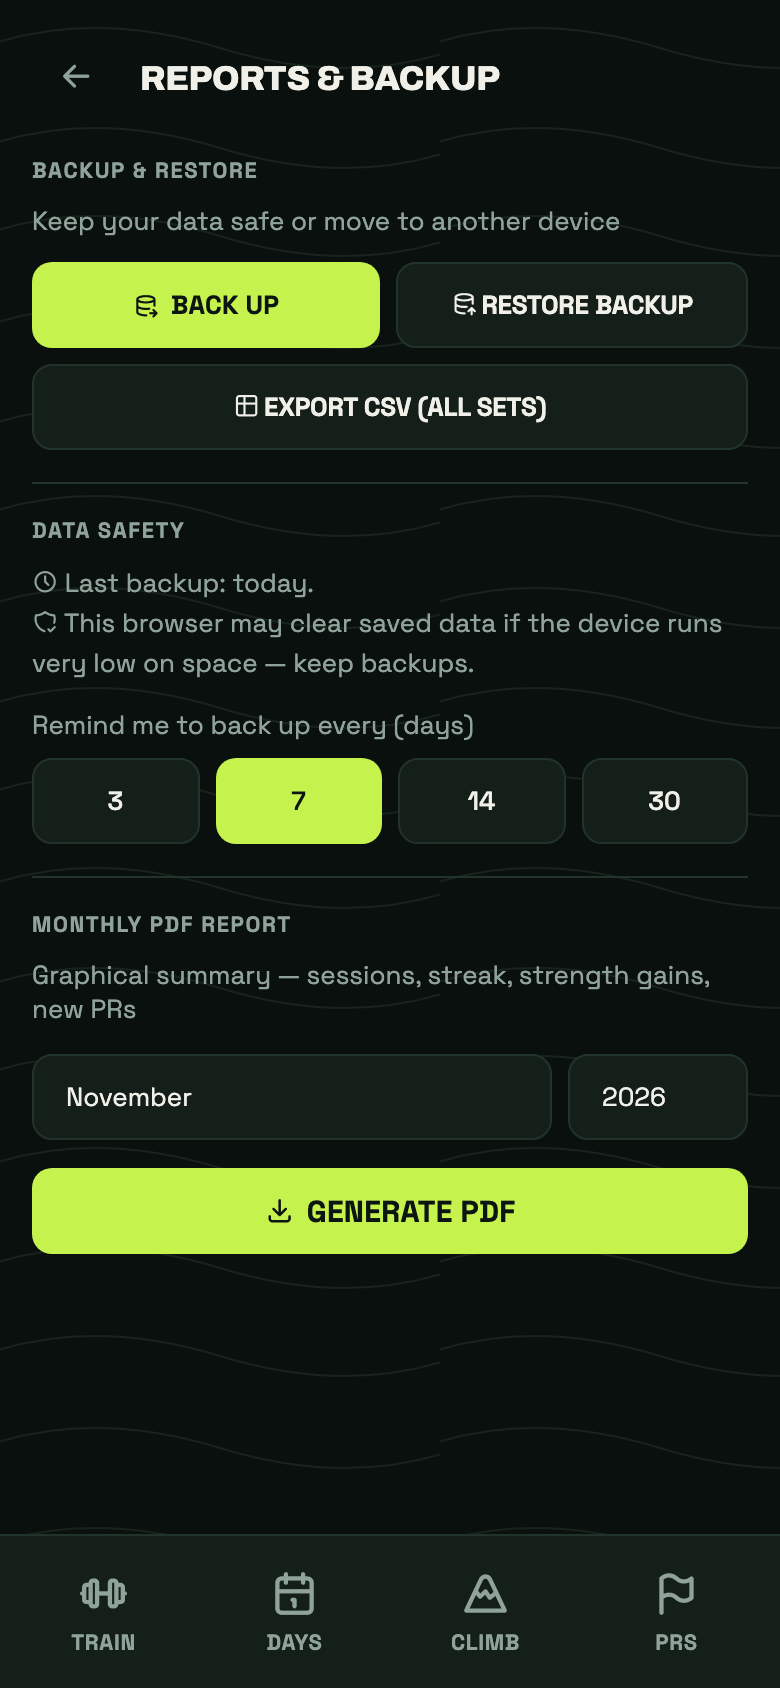 REPORTS & BACKUP
BACKUP & RESTORE
Keep your data safe or move to another device
BACK UP
RESTORE BACKUP
EXPORT CSV (ALL SETS)
DATA SAFETY
Last backup: today.
This browser may clear saved data if the device runs
very low on space — keep backups.
Remind me to back up every (days)
3
7
14
30
MONTHLY PDF REPORT
Graphical summary — sessions, streak, strength gains,
new PRs
November
2026
GENERATE PDF
TRAIN
DAYS
CLIMB
PRS